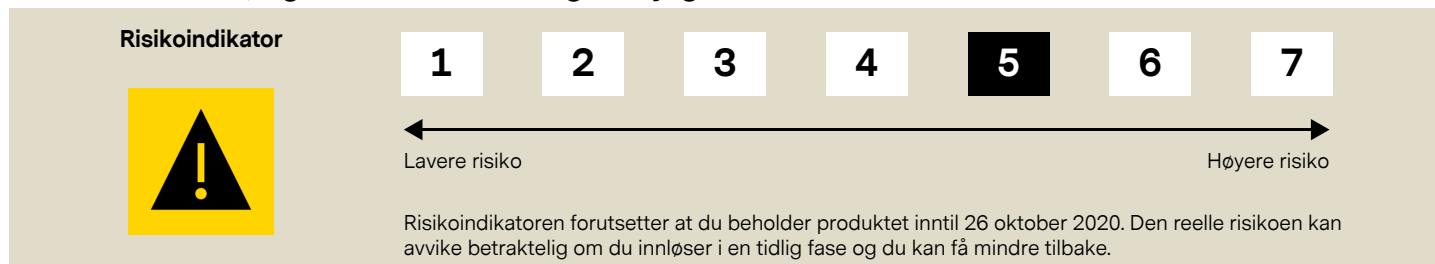 Risikoindikator
1 2 3 4 5 6 7
Lavere risiko Høyere risiko
Risikoindikatoren forutsetter at du beholder produktet inntil 26 oktober 2020. Den reelle risikoen kan
avvike betraktelig om du innløser i en tidlig fase og du kan få mindre tilbake.